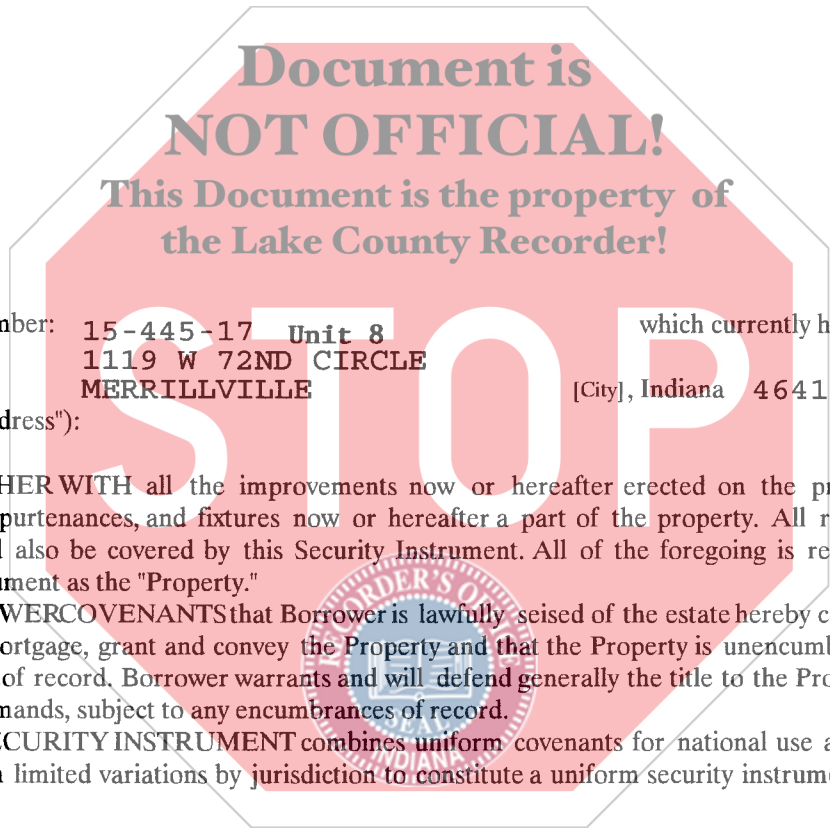 Document is
NOT OFFICIAL!
This Document is the property of
the Lake County Recorder!
STOP
mber: 15-445-17 Unit 8 which currently h
1119 W 72ND CIRCLE
MERRILLVILLE [City], Indiana 4641
dress"):
HER WITH all the improvements now or hereafter erected on the pr
purtenances, and fixtures now or hereafter a part of the property. All r
l also be covered by this Security Instrument. All of the foregoing is re
ument as the "Property."
WERCOVENANTS that Borrower is lawfully seised of the estate hereby c
ortgage, grant and convey the Property and that the Property is unencumb
of record. Borrower warrants and will defend generally the title to the Pro
mands, subject to any encumbrances of record.
ECURITY INSTRUMENT combines uniform covenants for national use a
limited variations by jurisdiction to constitute a uniform security instrume
RECORDER'S OFFICE
SEAL
INDIANA